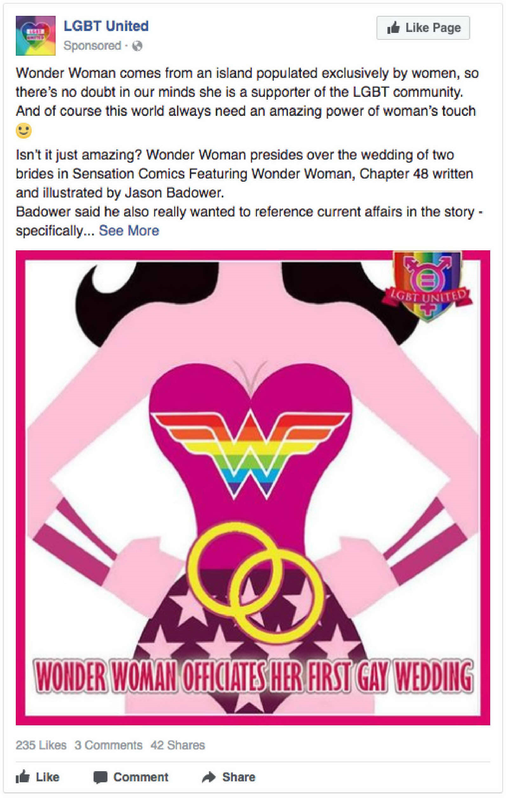 LGBT United
Like Page
Sponsored ·
Wonder Woman comes from an island populated exclusively by women, so
there's no doubt in our minds she is a supporter of the LGBT community.
And of course this world always need an amazing power of woman's touch
Isn't it just amazing? Wonder Woman presides over the wedding of two
brides in Sensation Comics Featuring Wonder Woman, Chapter 48 written
and illustrated by Jason Badower.
Badower said he also really wanted to reference current affairs in the story -
specifically... See More
LGBT UNITED
WONDER WOMAN OFFICIATES HER FIRST GAY WEDDING
235 Likes 3 Comments 42 Shares
Like Comment Share